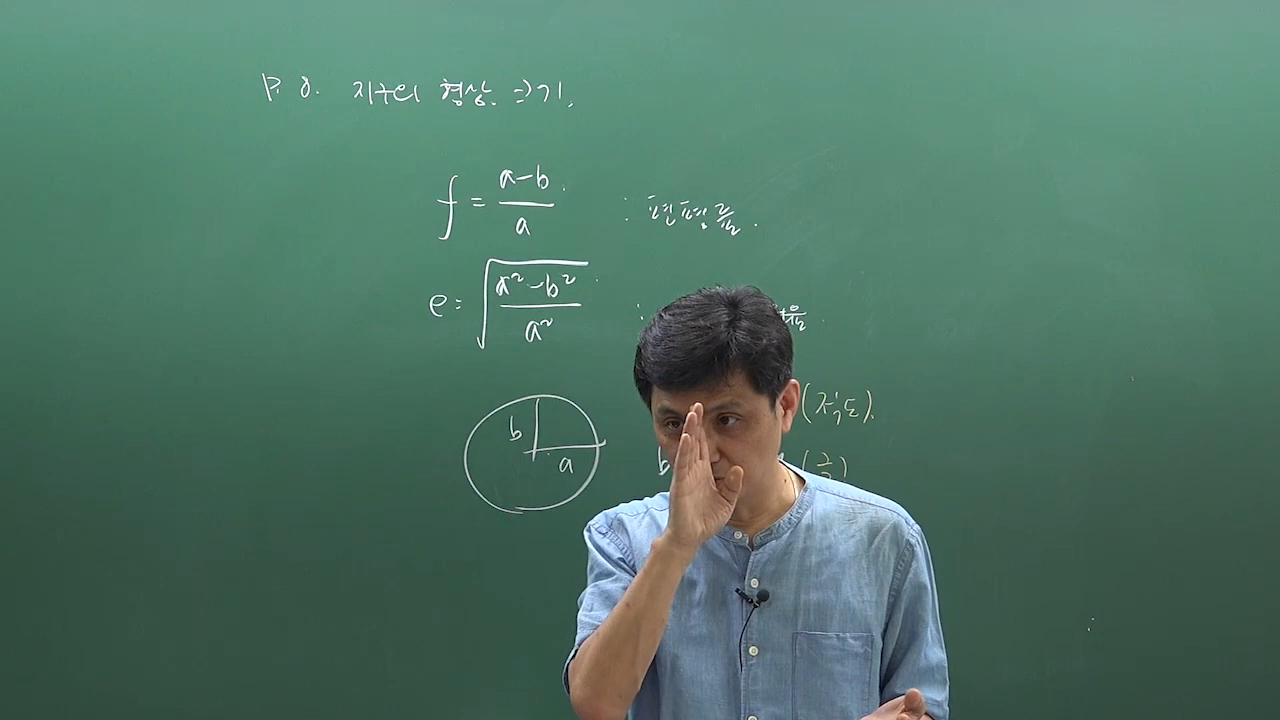 P. 8. 지구의 형상. 크기.
f = (a-b)/a : 편평률.
e = √((a²-b²)/a²) :
b a
b
(적도).